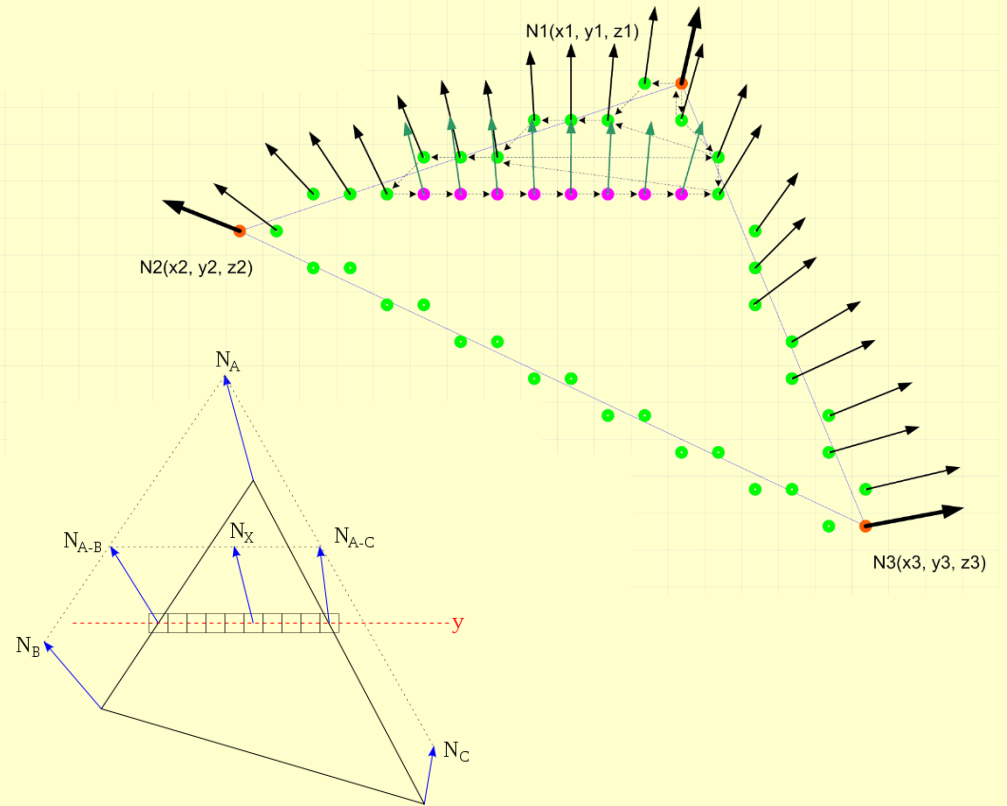 N1(x1, y1, z1)
N2(x2, y2, z2)
N3(x3, y3, z3)
NA
NA-B
NX
NA-C
y
NB
NC